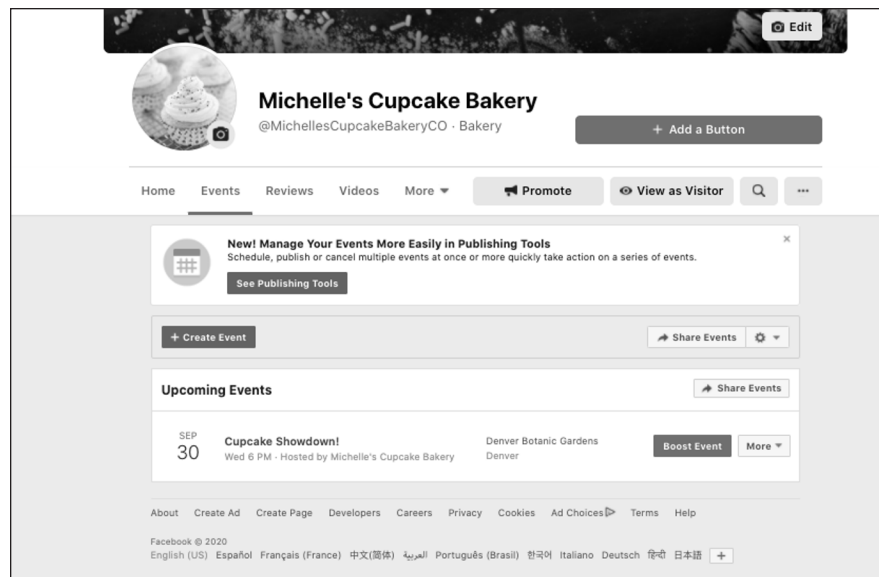 Edit
Michelle's Cupcake Bakery
@MichellesCupcakeBakeryCO · Bakery
+ Add a Button
Home Events Reviews Videos More Promote View as Visitor ...
New! Manage Your Events More Easily in Publishing Tools
Schedule, publish or cancel multiple events at once or more quickly take action on a series of events.
See Publishing Tools
+ Create Event Share Events
Upcoming Events Share Events
SEP
30
Cupcake Showdown!
Wed 6 PM · Hosted by Michelle's Cupcake Bakery
Denver Botanic Gardens
Denver
Boost Event More
About Create Ad Create Page Developers Careers Privacy Cookies Ad Choices Terms Help
Facebook © 2020
English (US) Español Français (France) 中文(简体) العربية Português (Brasil) 한국어 Italiano Deutsch हिन्दी 日本語 +